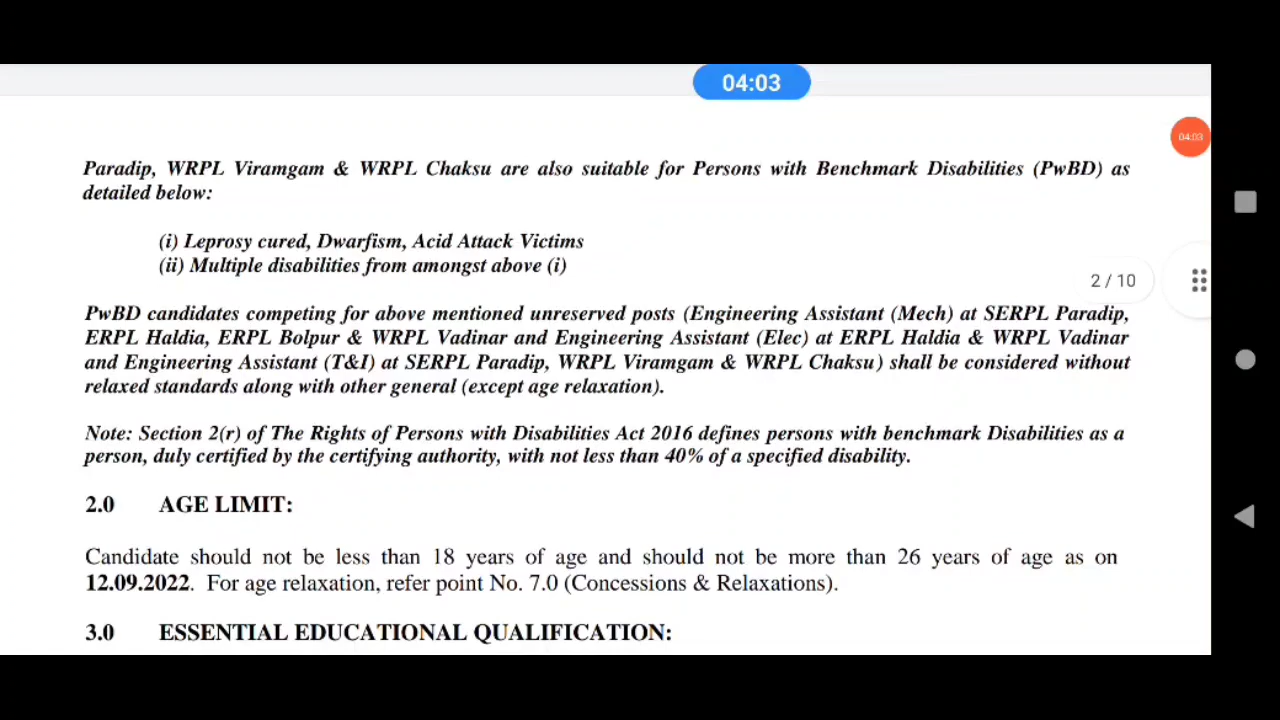 04:03
04:03
Paradip, WRPL Viramgam & WRPL Chaksu are also suitable for Persons with Benchmark Disabilities (PwBD) as
detailed below:
(i) Leprosy cured, Dwarfism, Acid Attack Victims
(ii) Multiple disabilities from amongst above (i)
2 / 10
PwBD candidates competing for above mentioned unreserved posts (Engineering Assistant (Mech) at SERPL Paradip,
ERPL Haldia, ERPL Bolpur & WRPL Vadinar and Engineering Assistant (Elec) at ERPL Haldia & WRPL Vadinar
and Engineering Assistant (T&I) at SERPL Paradip, WRPL Viramgam & WRPL Chaksu) shall be considered without
relaxed standards along with other general (except age relaxation).
Note: Section 2(r) of The Rights of Persons with Disabilities Act 2016 defines persons with benchmark Disabilities as a
person, duly certified by the certifying authority, with not less than 40% of a specified disability.
2.0 AGE LIMIT:
Candidate should not be less than 18 years of age and should not be more than 26 years of age as on
12.09.2022. For age relaxation, refer point No. 7.0 (Concessions & Relaxations).
3.0 ESSENTIAL EDUCATIONAL QUALIFICATION: